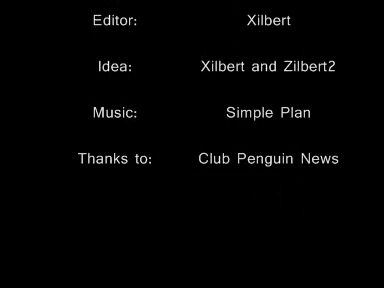 Editor: Xilbert
Idea: Xilbert and Zilbert2
Music: Simple Plan
Thanks to: Club Penguin News